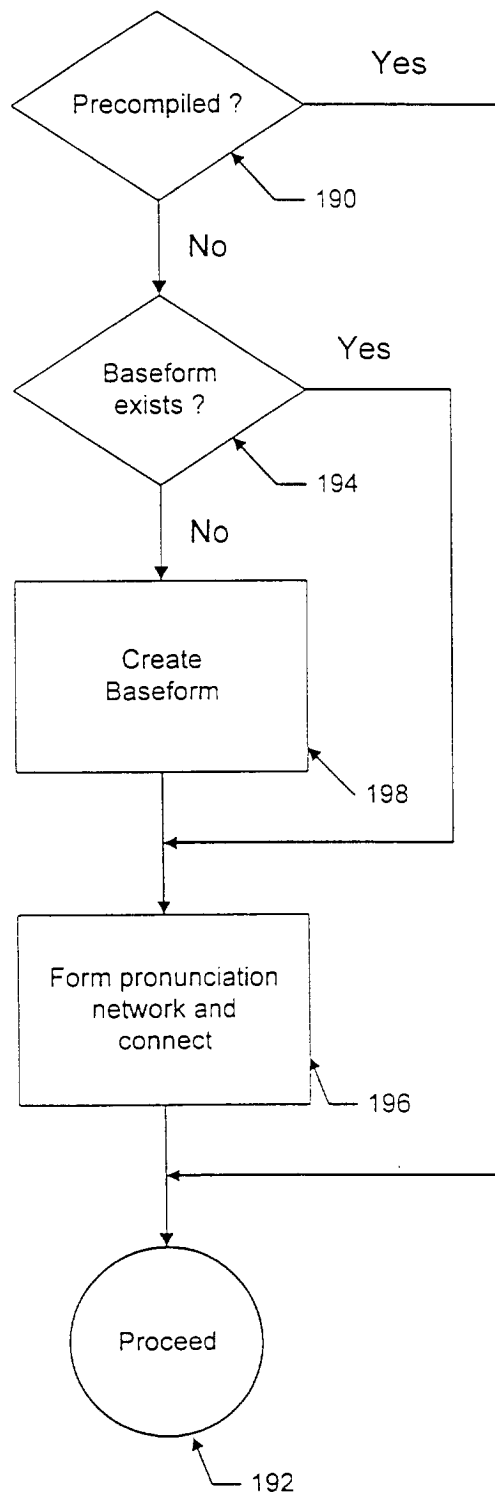 Yes
Precompiled ?
190
No
Yes
Baseform
exists ?
194
No
Create
Baseform
198
Form pronunciation
network and
connect
196
Proceed
192